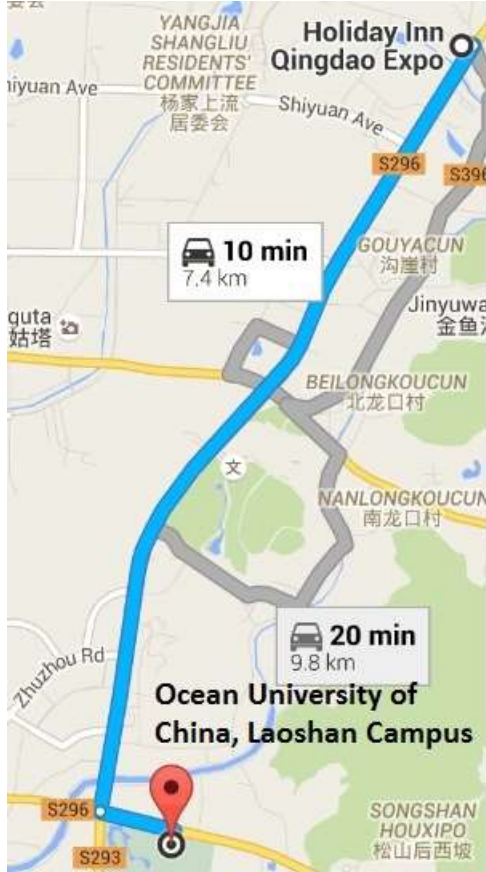 YANGJIA
SHANGLIU
RESIDENTS'
COMMITTEE
杨家上流
居委会
Holiday Inn
Qingdao Expo
iyuan Ave
Shiyuan Ave
S296
S396
10 min
7.4 km
GOUYACUN
沟崖村
Jinyuwa
金鱼
quta
姑塔
BEILONGKOUCUN
北龙口村
文
NANLONGKOUCUN
南龙口村
20 min
9.8 km
Zhuzhou Rd
Ocean University of
China, Laoshan Campus
S296
S293
SONGSHAN
HOUXIPO
松山后西坡